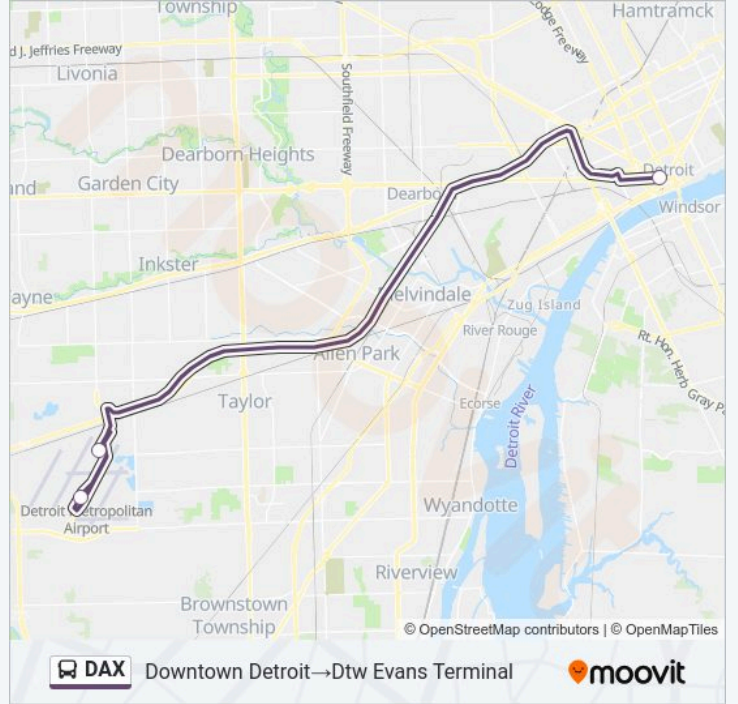 Township
Hamtramck
Lodge Freeway
d J. Jeffries Freeway
Livonia
Southfield Freeway
Dearborn Heights
Garden City
and
Dearbo
Detroit
Windsor
Inkster
ayne
Melvindale
Zug Island
River Rouge
Allen Park
Rt. Hon. Herb Gray P
Taylor
Ecorse
Detroit River
Wyandotte
Detroit Metropolitan
Airport
Riverview
Brownstown
Township
© OpenStreetMap contributors | © OpenMapTiles
DAX
Downtown Detroit→Dtw Evans Terminal
moovit